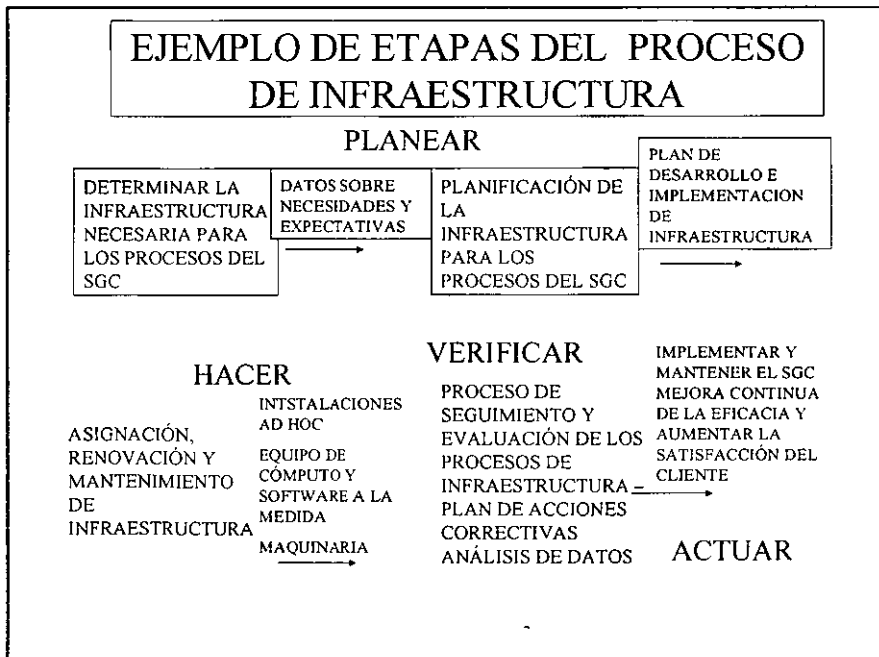 EJEMPLO DE ETAPAS DEL PROCESO
DE INFRAESTRUCTURA
PLANEAR
DETERMINAR LA
INFRAESTRUCTURA
NECESARIA PARA
LOS PROCESOS DEL
SGC
DATOS SOBRE
NECESIDADES Y
EXPECTATIVAS
PLANIFICACIÓN DE
LA
INFRAESTRUCTURA
PARA LOS
PROCESOS DEL SGC
PLAN DE
DESARROLLO E
IMPLEMENTACION
DE
INFRAESTRUCTURA
HACER
ASIGNACIÓN,
RENOVACIÓN Y
MANTENIMIENTO
DE
INFRAESTRUCTURA
INTSTALACIONES
AD HOC
EQUIPO DE
CÓMPUTO Y
SOFTWARE A LA
MEDIDA
MAQUINARIA
VERIFICAR
PROCESO DE
SEGUIMIENTO Y
EVALUACIÓN DE LOS
PROCESOS DE
INFRAESTRUCTURA –
PLAN DE ACCIONES
CORRECTIVAS
ANÁLISIS DE DATOS
IMPLEMENTAR Y
MANTENER EL SGC
MEJORA CONTINUA
DE LA EFICACIA Y
AUMENTAR LA
SATISFACCIÓN DEL
CLIENTE
ACTUAR